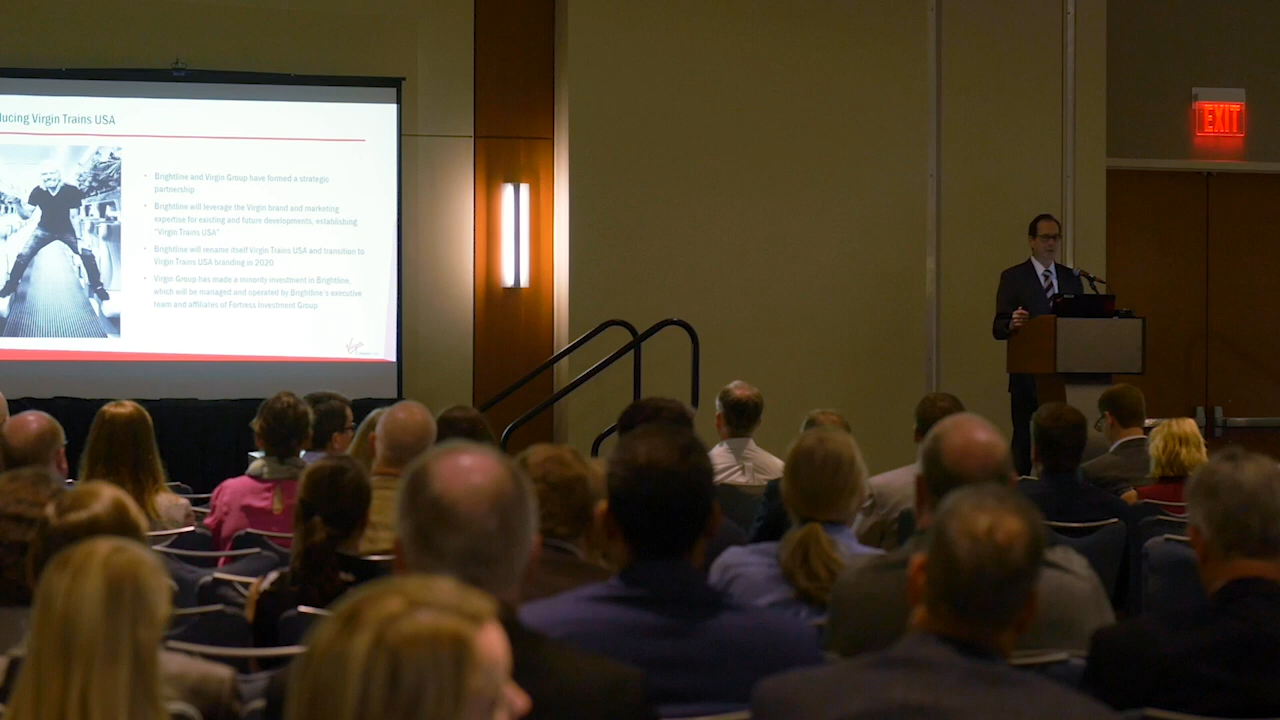 ucing Virgin Trains USA
Brightline and Virgin Group have formed a strategic
partnership
Brightline will leverage the Virgin brand and marketing
expertise for existing and future developments, establishing
"Virgin Trains USA"
Brightline will rename itself Virgin Trains USA and transition to
Virgin Trains USA branding in 2020
Virgin Group has made a minority investment in Brightline,
which will be managed and operated by Brightline's executive
team and affiliates of Fortress Investment Group
Virgin
EXIT